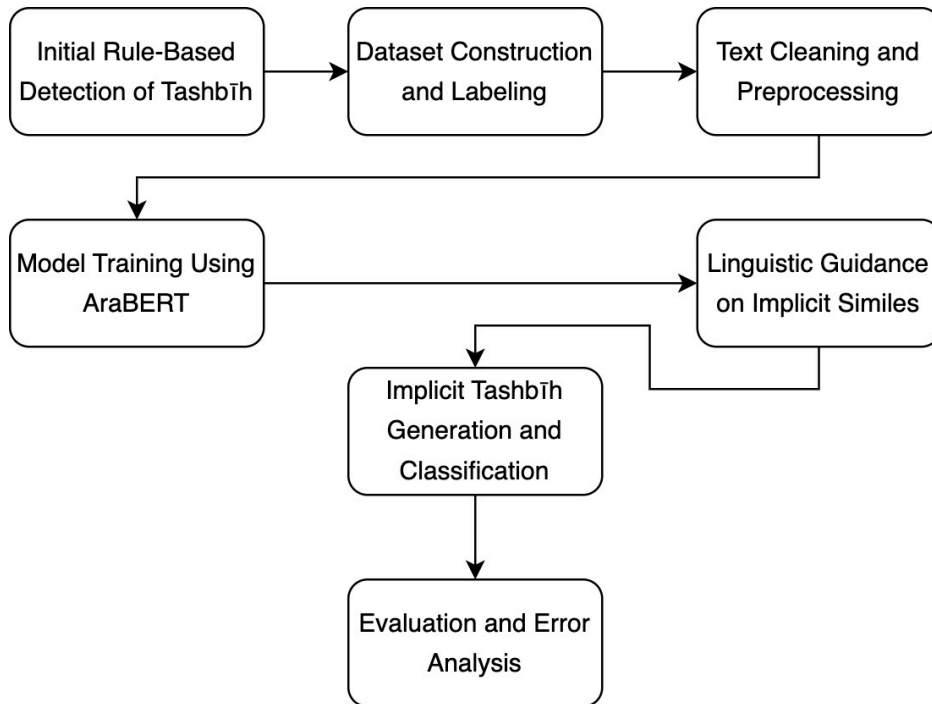 Initial Rule-Based
Detection of Tashbīh
Dataset Construction
and Labeling
Text Cleaning and
Preprocessing
Model Training Using
AraBERT
Linguistic Guidance
on Implicit Similes
Implicit Tashbīh
Generation and
Classification
Evaluation and Error
Analysis